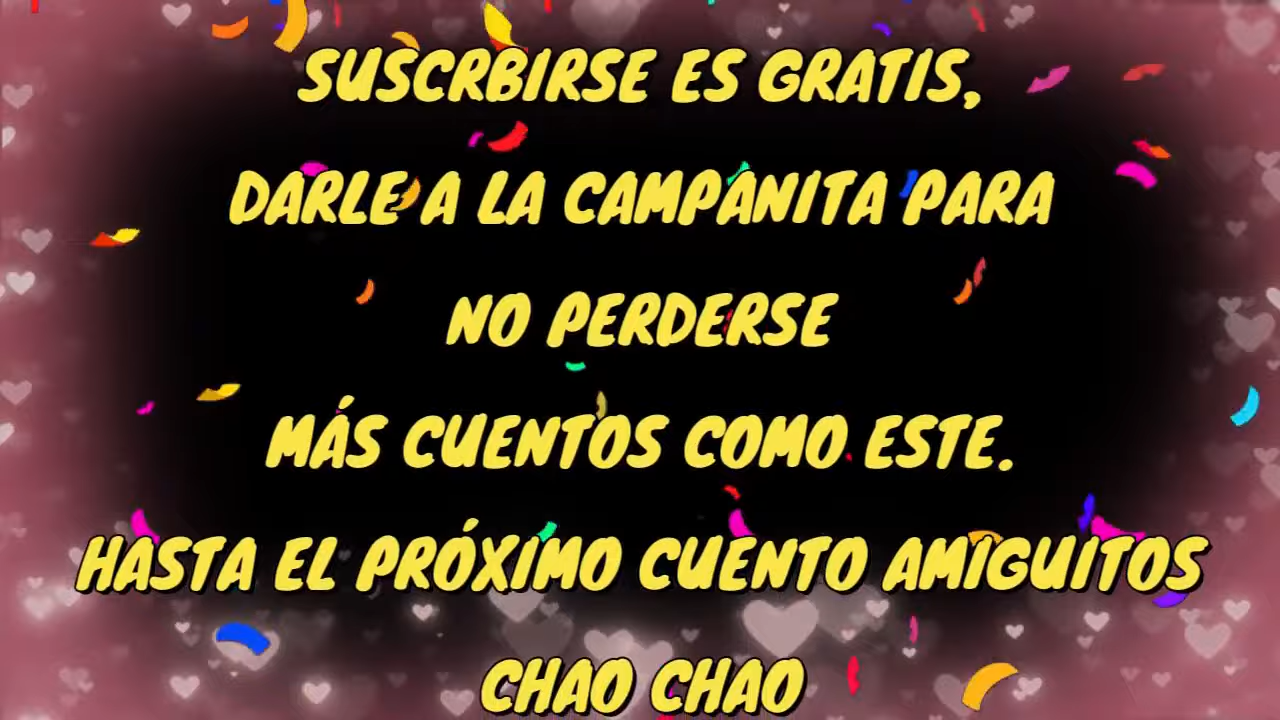 SUSCRBIRSE ES GRATIS,
DARLE A LA CAMPANITA PARA
NO PERDERSE
MÁS CUENTOS COMO ESTE.
HASTA EL PRÓXIMO CUENTO AMIGUITOS
CHAO CHAO